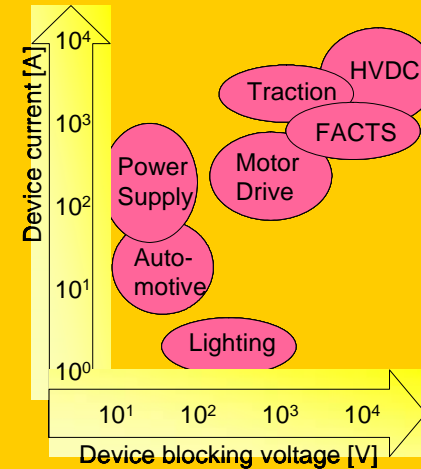 Device current [A]
10⁴
10³
10²
10¹
10⁰
HVDC
Traction
FACTS
Power
Supply
Motor
Drive
Auto-
motive
Lighting
10¹ 10² 10³ 10⁴
Device blocking voltage [V]